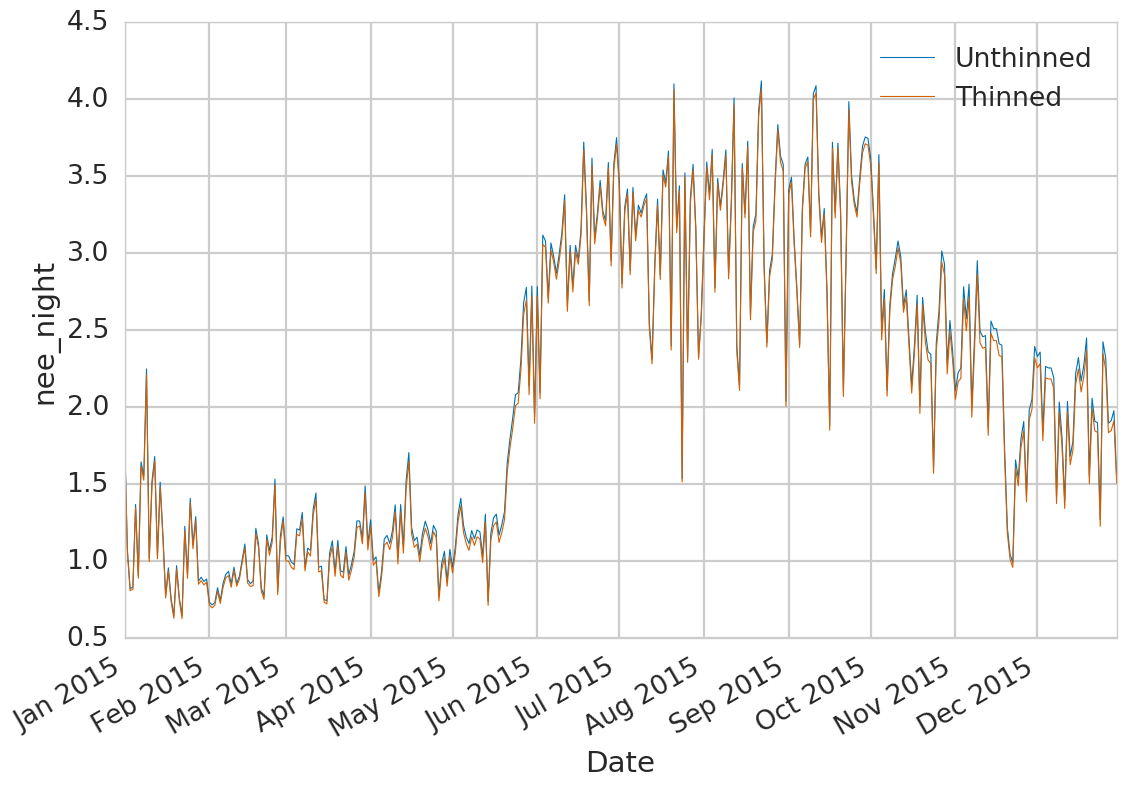 4.5
4.0
3.5
3.0
2.5
2.0
1.5
1.0
0.5
nee_night
Unthinned
Thinned
Jan 2015
Feb 2015
Mar 2015
Apr 2015
May 2015
Jun 2015
Jul 2015
Aug 2015
Sep 2015
Oct 2015
Nov 2015
Dec 2015
Date